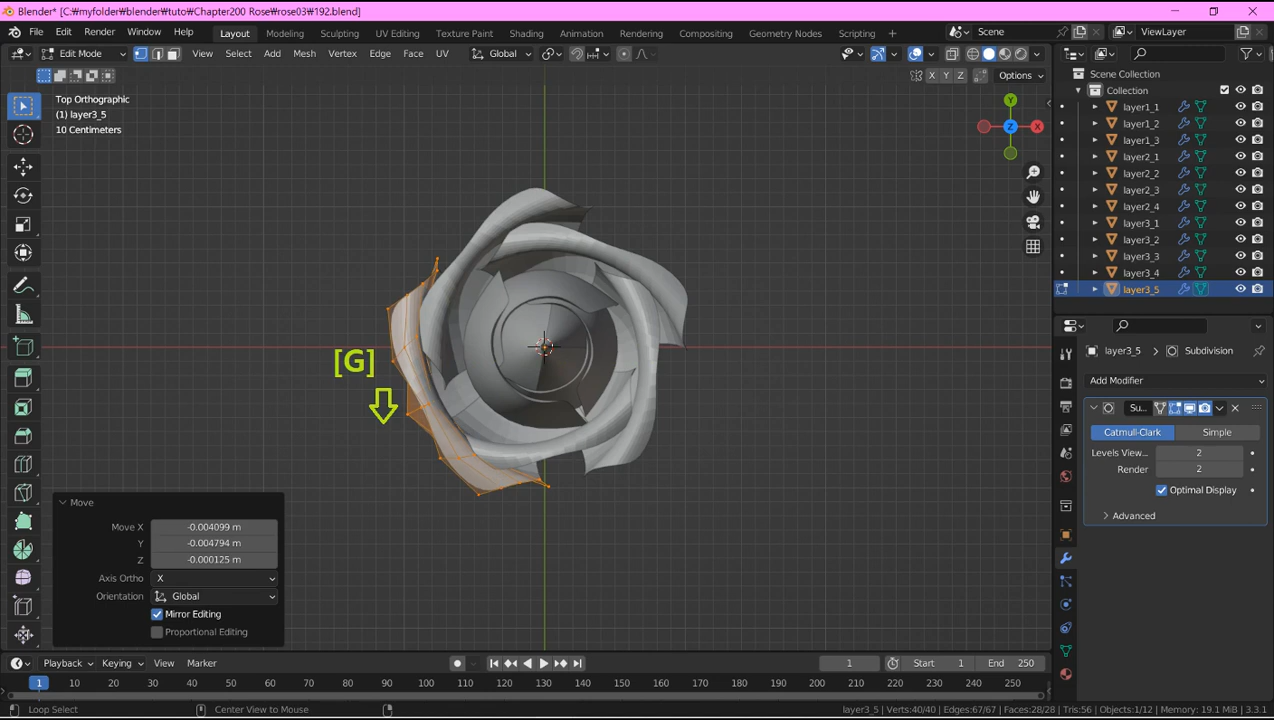 Blender* [C:₩myfolder₩blender₩tuto₩Chapter200 Rose₩rose03₩192.blend]
File Edit Render Window Help Layout Modeling Sculpting UV Editing Texture Paint Shading Animation Rendering Compositing Geometry Nodes Scripting Scene ViewLayer
Edit Mode View Select Add Mesh Vertex Edge Face UV Global
X Y Z Options
Top Orthographic
(1) layer3_5
10 Centimeters
Y
Z
X
[G]
Move
Move X -0.004099 m
Y -0.004794 m
Z -0.000125 m
Axis Ortho X
Orientation Global
Mirror Editing
Proportional Editing
Scene Collection
Collection
layer1_1
layer1_2
layer1_3
layer2_1
layer2_2
layer2_3
layer2_4
layer3_1
layer3_2
layer3_3
layer3_4
layer3_5
layer3_5 > Subdivision
Add Modifier
Su...
Catmull-Clark Simple
Levels View... 2
Render 2
Optimal Display
Advanced
Playback Keying View Marker 1 Start 1 End 250
1 10 20 30 40 50 60 70 80 90 100 110 120 130 140 150 160 170 180 190 200 210 220 230 240 250
Loop Select Center View to Mouse layer3_5 | Verts:40/40 | Edges:67/67 | Faces:28/28 | Tris:56 | Objects:1/12 | Memory: 19.1 MiB | 3.3.1